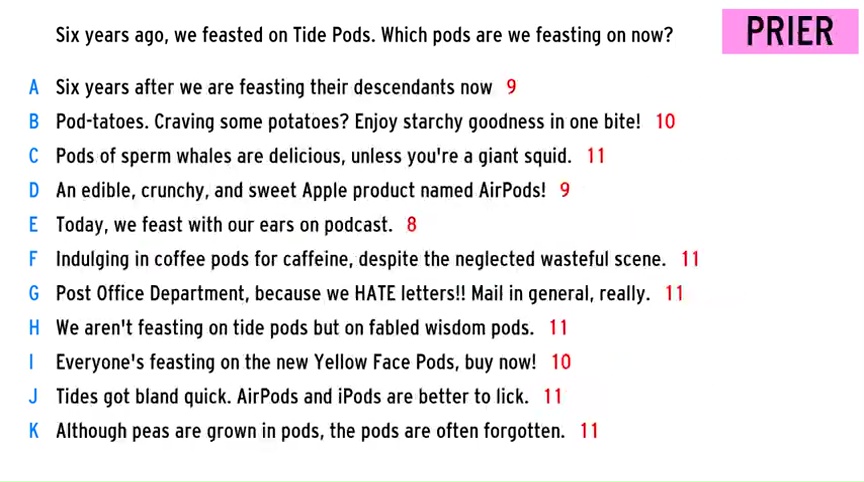 Six years ago, we feasted on Tide Pods. Which pods are we feasting on now?
PRIER
A Six years after we are feasting their descendants now 9
B Pod-tatoes. Craving some potatoes? Enjoy starchy goodness in one bite! 10
C Pods of sperm whales are delicious, unless you're a giant squid. 11
D An edible, crunchy, and sweet Apple product named AirPods! 9
E Today, we feast with our ears on podcast. 8
F Indulging in coffee pods for caffeine, despite the neglected wasteful scene. 11
G Post Office Department, because we HATE letters!! Mail in general, really. 11
H We aren't feasting on tide pods but on fabled wisdom pods. 11
I Everyone's feasting on the new Yellow Face Pods, buy now! 10
J Tides got bland quick. AirPods and iPods are better to lick. 11
K Although peas are grown in pods, the pods are often forgotten. 11